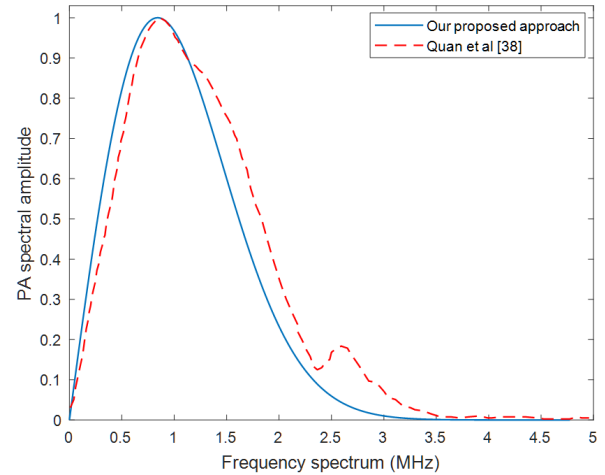 Our proposed approach
Quan et al [38]
PA spectral amplitude
1
0.9
0.8
0.7
0.6
0.5
0.4
0.3
0.2
0.1
0
0 0.5 1 1.5 2 2.5 3 3.5 4 4.5 5
Frequency spectrum (MHz)